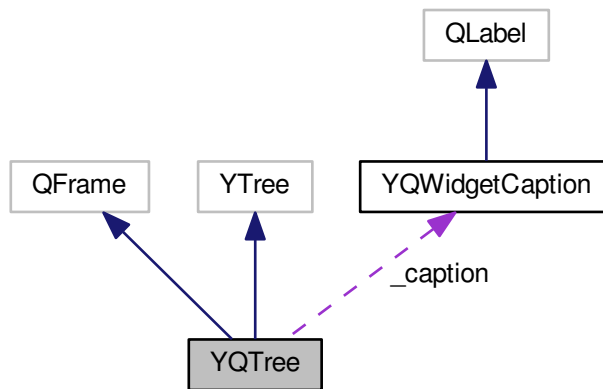 QLabel
QFrame
YTree
YQWidgetCaption
_caption
YQTree